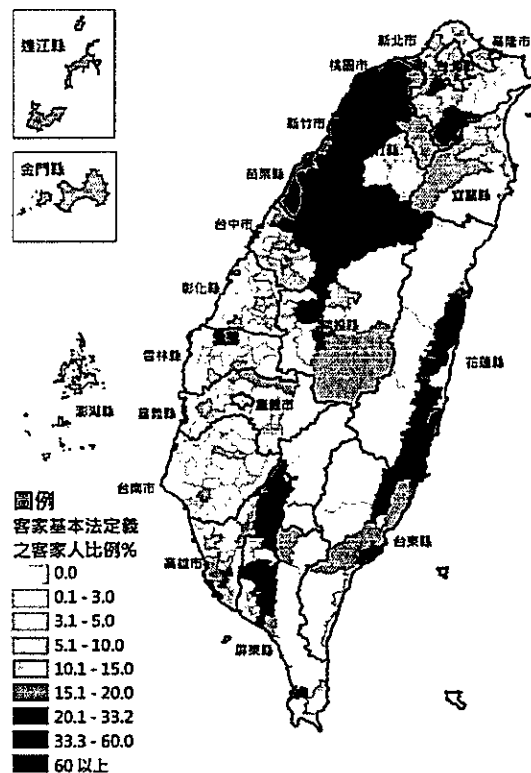 連江縣
金門縣
新北市
基隆市
桃園市
新竹市
苗栗縣
宜蘭縣
台中市
彰化縣
花蓮縣
雲林縣
嘉義縣
嘉義市
澎湖縣
台南市
台東縣
高雄市
屏東縣
圖例
客家基本法定義
之客家人比例%
0.0
0.1 - 3.0
3.1 - 5.0
5.1 - 10.0
10.1 - 15.0
15.1 - 20.0
20.1 - 33.2
33.3 - 60.0
60 以上